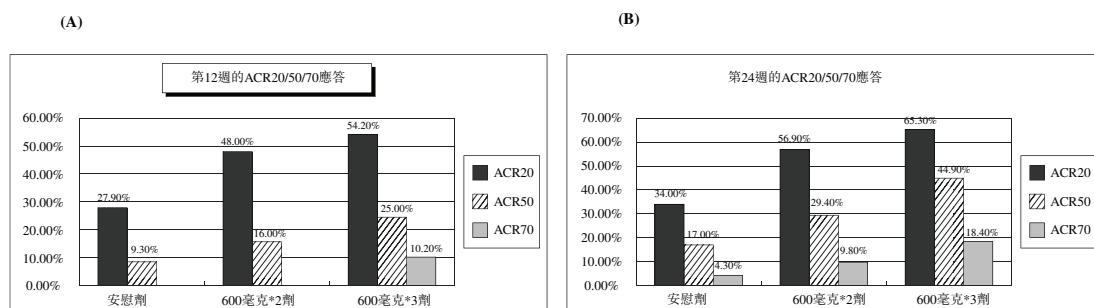 (A)
第12週的ACR20/50/70應答
60.00%
50.00%
40.00%
30.00%
20.00%
10.00%
0.00%
27.90%
9.30%
48.00%
16.00%
54.20%
25.00%
10.20%
安慰劑
600毫克*2劑
600毫克*3劑
ACR20
ACR50
ACR70
(B)
第24週的ACR20/50/70應答
70.00%
60.00%
50.00%
40.00%
30.00%
20.00%
10.00%
0.00%
34.00%
17.00%
4.30%
56.90%
29.40%
9.80%
65.30%
44.90%
18.40%
安慰劑
600毫克*2劑
600毫克*3劑
ACR20
ACR50
ACR70